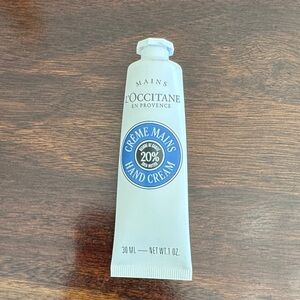 MAINS
L'OCCITANE
EN PROVENCE
CRÈME MAINS
20%
HAND CREAM
30 ML — NET WT.1 OZ.